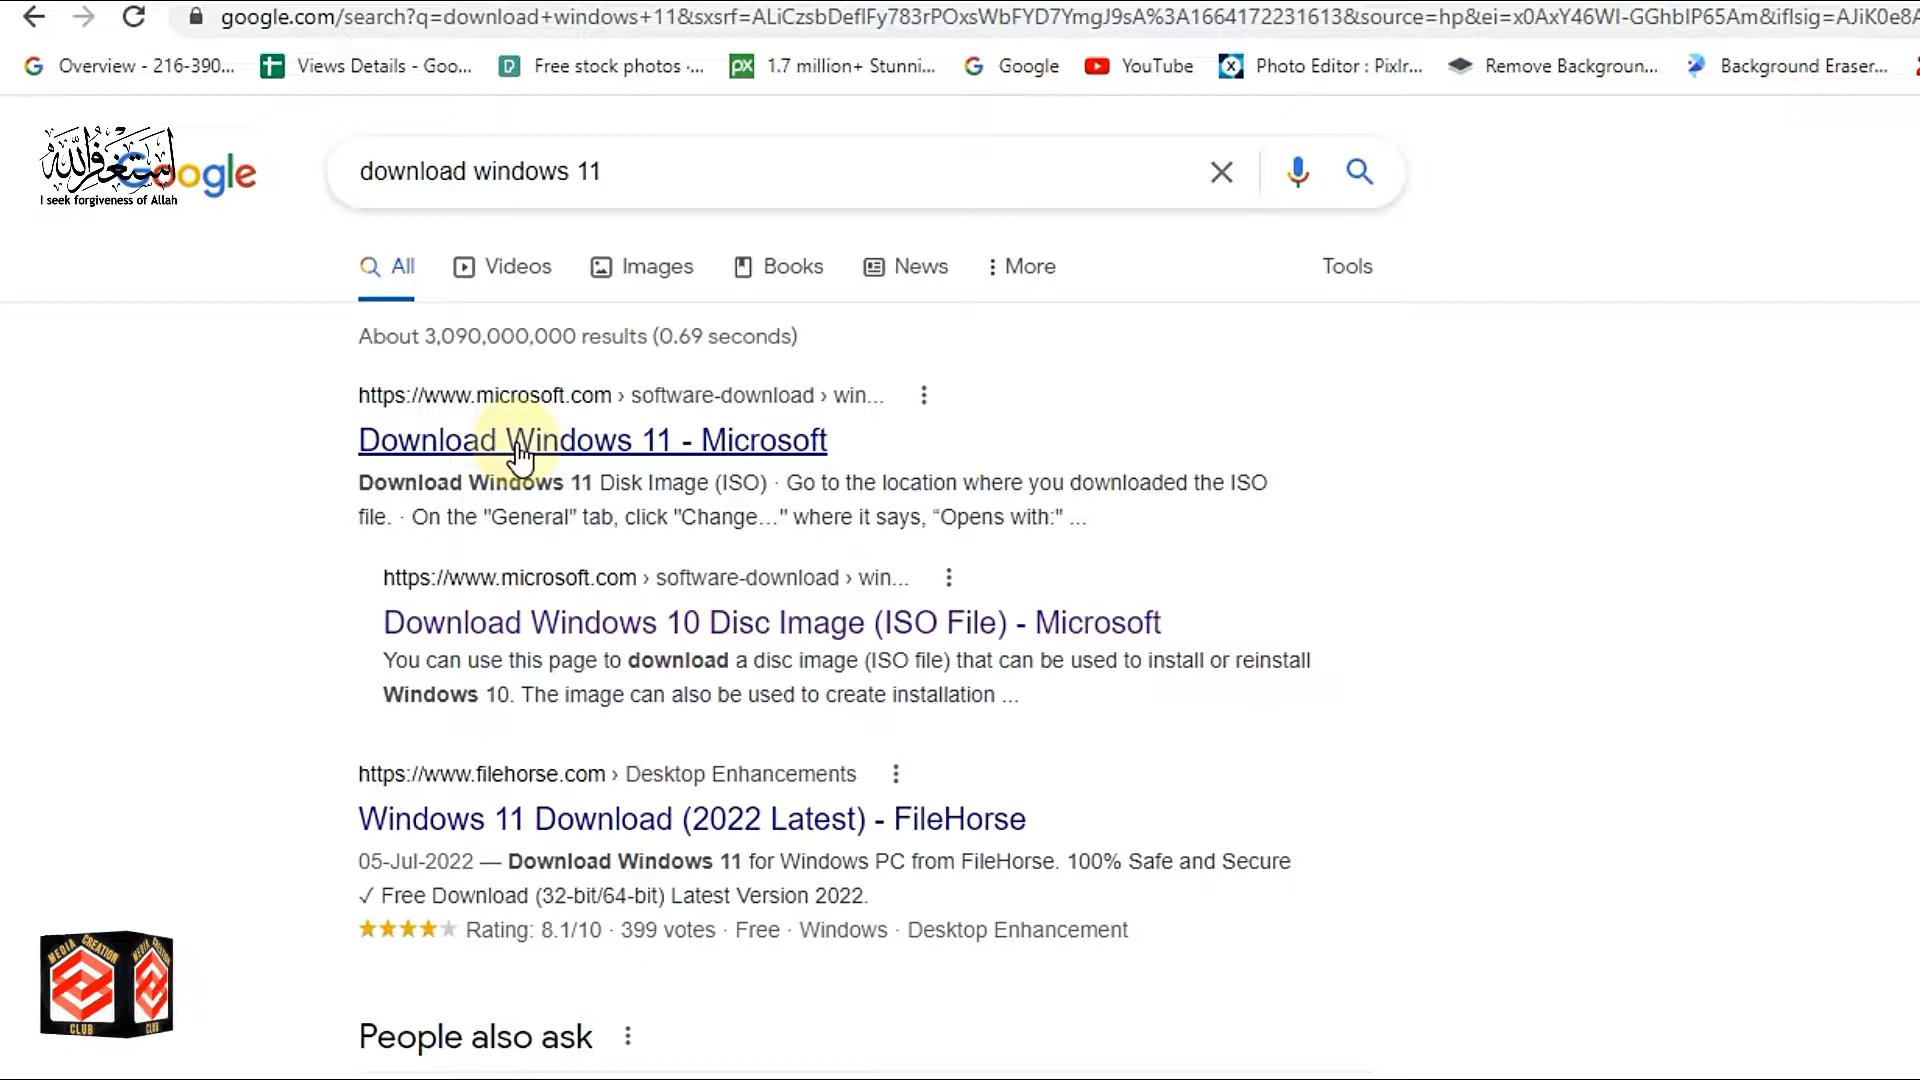 google.com/search?q=download+windows+11&sxsrf=ALiCzsbDeflFy783rPOxsWbFYD7YmgJ9sA%3A1664172231613&source=hp&ei=x0AxY46WI-GGhbIP65Am&iflsig=AJiK0e8A
Overview - 216-390... Views Details - Goo... Free stock photos ·... 1.7 million+ Stunni... Google YouTube Photo Editor : Pixlr... Remove Backgroun... Background Eraser...
أستغفر الله
Google
I seek forgiveness of Allah
download windows 11
All Videos Images Books News More Tools
About 3,090,000,000 results (0.69 seconds)
https://www.microsoft.com › software-download › win...
Download Windows 11 - Microsoft
Download Windows 11 Disk Image (ISO) · Go to the location where you downloaded the ISO
file. · On the "General" tab, click "Change…" where it says, “Opens with:” ...
https://www.microsoft.com › software-download › win...
Download Windows 10 Disc Image (ISO File) - Microsoft
You can use this page to download a disc image (ISO file) that can be used to install or reinstall
Windows 10. The image can also be used to create installation ...
https://www.filehorse.com › Desktop Enhancements
Windows 11 Download (2022 Latest) - FileHorse
05-Jul-2022 — Download Windows 11 for Windows PC from FileHorse. 100% Safe and Secure
✓ Free Download (32-bit/64-bit) Latest Version 2022.
Rating: 8.1/10 · 399 votes · Free · Windows · Desktop Enhancement
MEDIA CREATION
CLUB
MEDIA CREATION
CLUB
People also ask